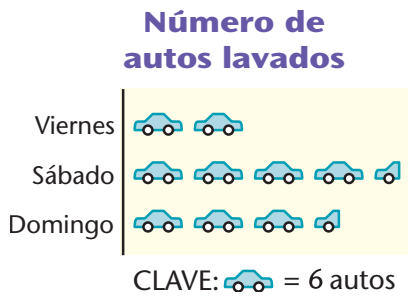 Número de
autos lavados
Viernes
Sábado
Domingo
CLAVE: = 6 autos